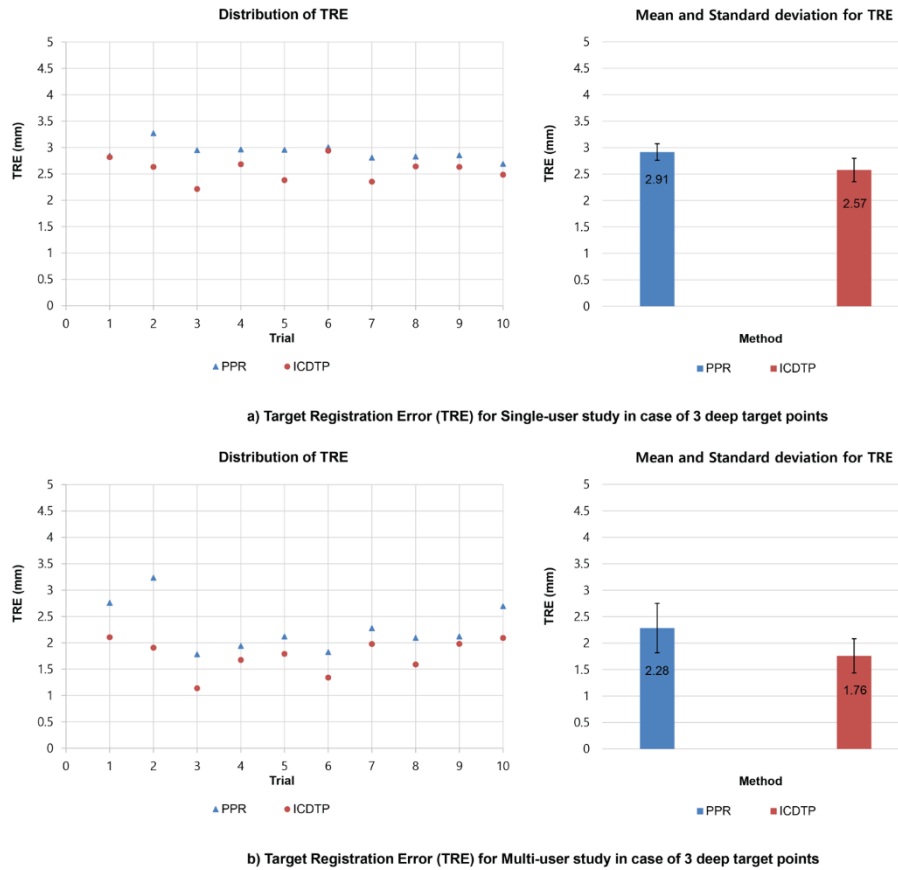 Distribution of TRE
TRE (mm)
5
4.5
4
3.5
3
2.5
2
1.5
1
0.5
0
0 1 2 3 4 5 6 7 8 9 10
Trial
PPR ICDTP
Mean and Standard deviation for TRE
TRE (mm)
5
4.5
4
3.5
3
2.5
2
1.5
1
0.5
0
2.91
2.57
Method
PPR ICDTP
a) Target Registration Error (TRE) for Single-user study in case of 3 deep target points
Distribution of TRE
TRE (mm)
5
4.5
4
3.5
3
2.5
2
1.5
1
0.5
0
0 1 2 3 4 5 6 7 8 9 10
Trial
PPR ICDTP
Mean and Standard deviation for TRE
TRE (mm)
5
4.5
4
3.5
3
2.5
2
1.5
1
0.5
0
2.28
1.76
Method
PPR ICDTP
b) Target Registration Error (TRE) for Multi-user study in case of 3 deep target points